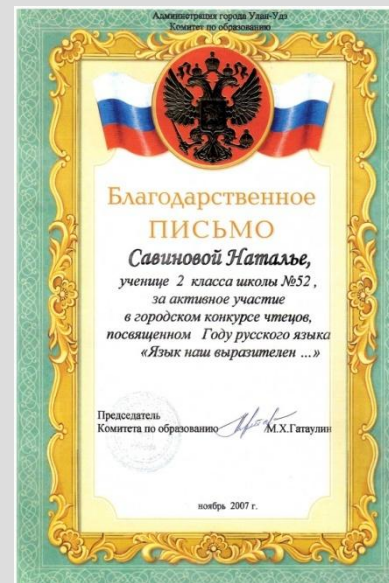 Администрация города Улан-Удэ
Комитет по образованию
Благодарственное
ПИСЬМО
Савиновой Наталье,
ученице 2 класса школы №52 ,
за активное участие
в городском конкурсе чтецов,
посвященном Году русского языка
«Язык наш выразителен ...»
Председатель
Комитета по образованию М.Х.Гатаулин
ноябрь 2007 г.